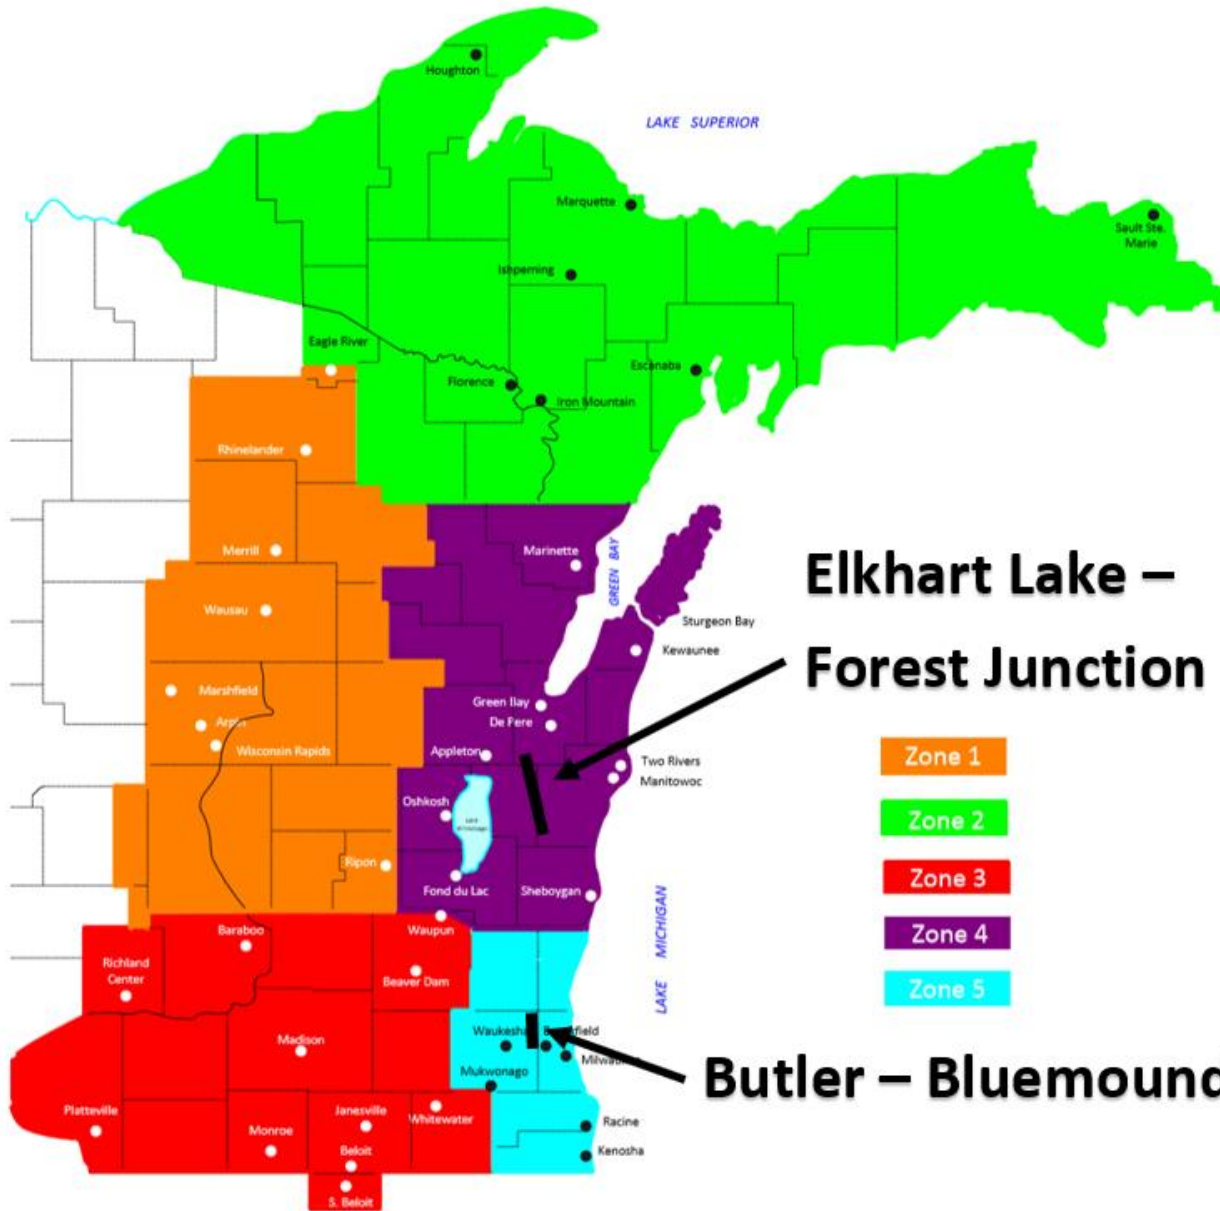 Houghton
LAKE SUPERIOR
Marquette
Sault Ste.
Marie
Ishpeming
Eagle River
Escanaba
Florence
Iron Mountain
Rhinelander
Merrill
Marinette
GREEN BAY
Elkhart Lake –
Forest Junction
Wausau
Sturgeon Bay
Kewaunee
Marshfield
Green Bay
Arpin
De Pere
Wisconsin Rapids
Appleton
Two Rivers
Manitowoc
Zone 1
Oshkosh
Zone 2
Ripon
Fond du Lac
Sheboygan
Zone 3
LAKE MICHIGAN
Baraboo
Waupun
Zone 4
Richland
Center
Beaver Dam
Zone 5
Madison
Waukesha
Mukwonago
Butler – Bluemound
Platteville
Janesville
Whitewater
Monroe
Racine
Beloit
Kenosha
S. Beloit